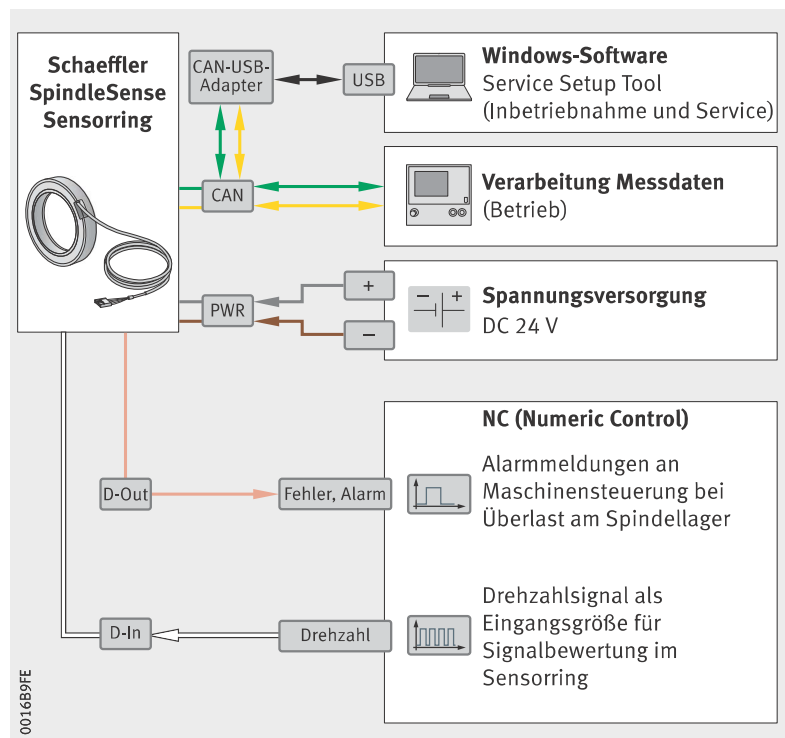 Schaeffler
SpindleSense
Sensorring
CAN-USB-
Adapter
USB
Windows-Software
Service Setup Tool
(Inbetriebnahme und Service)
CAN
Verarbeitung Messdaten
(Betrieb)
PWR
+
−
− +
Spannungsversorgung
DC 24 V
NC (Numeric Control)
D-Out
Fehler, Alarm
Alarmmeldungen an
Maschinensteuerung bei
Überlast am Spindellager
D-In
Drehzahl
Drehzahlsignal als
Eingangsgröße für
Signalbewertung im
Sensorring
0016B9FE